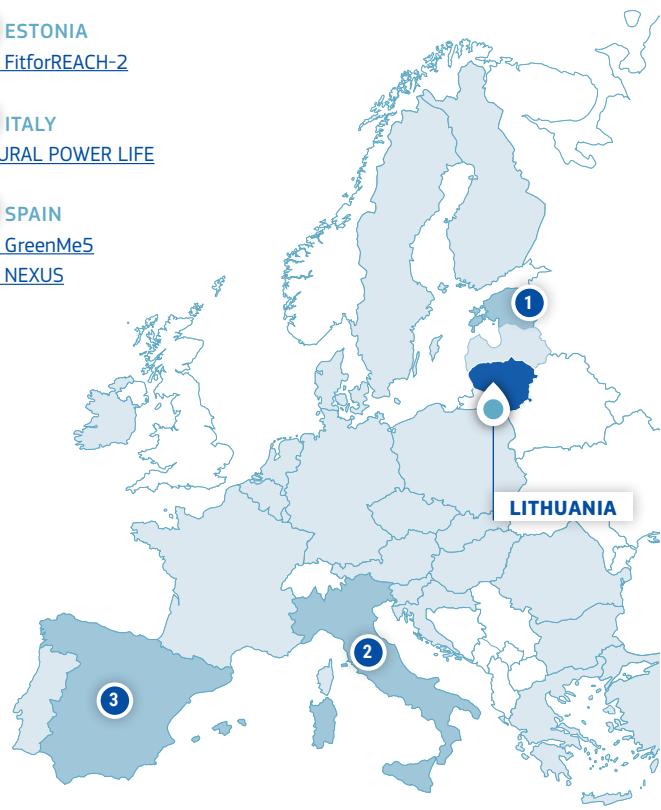 ESTONIA
FitforREACH-2
ITALY
URAL POWER LIFE
SPAIN
GreenMe5
NEXUS
1
LITHUANIA
2
3